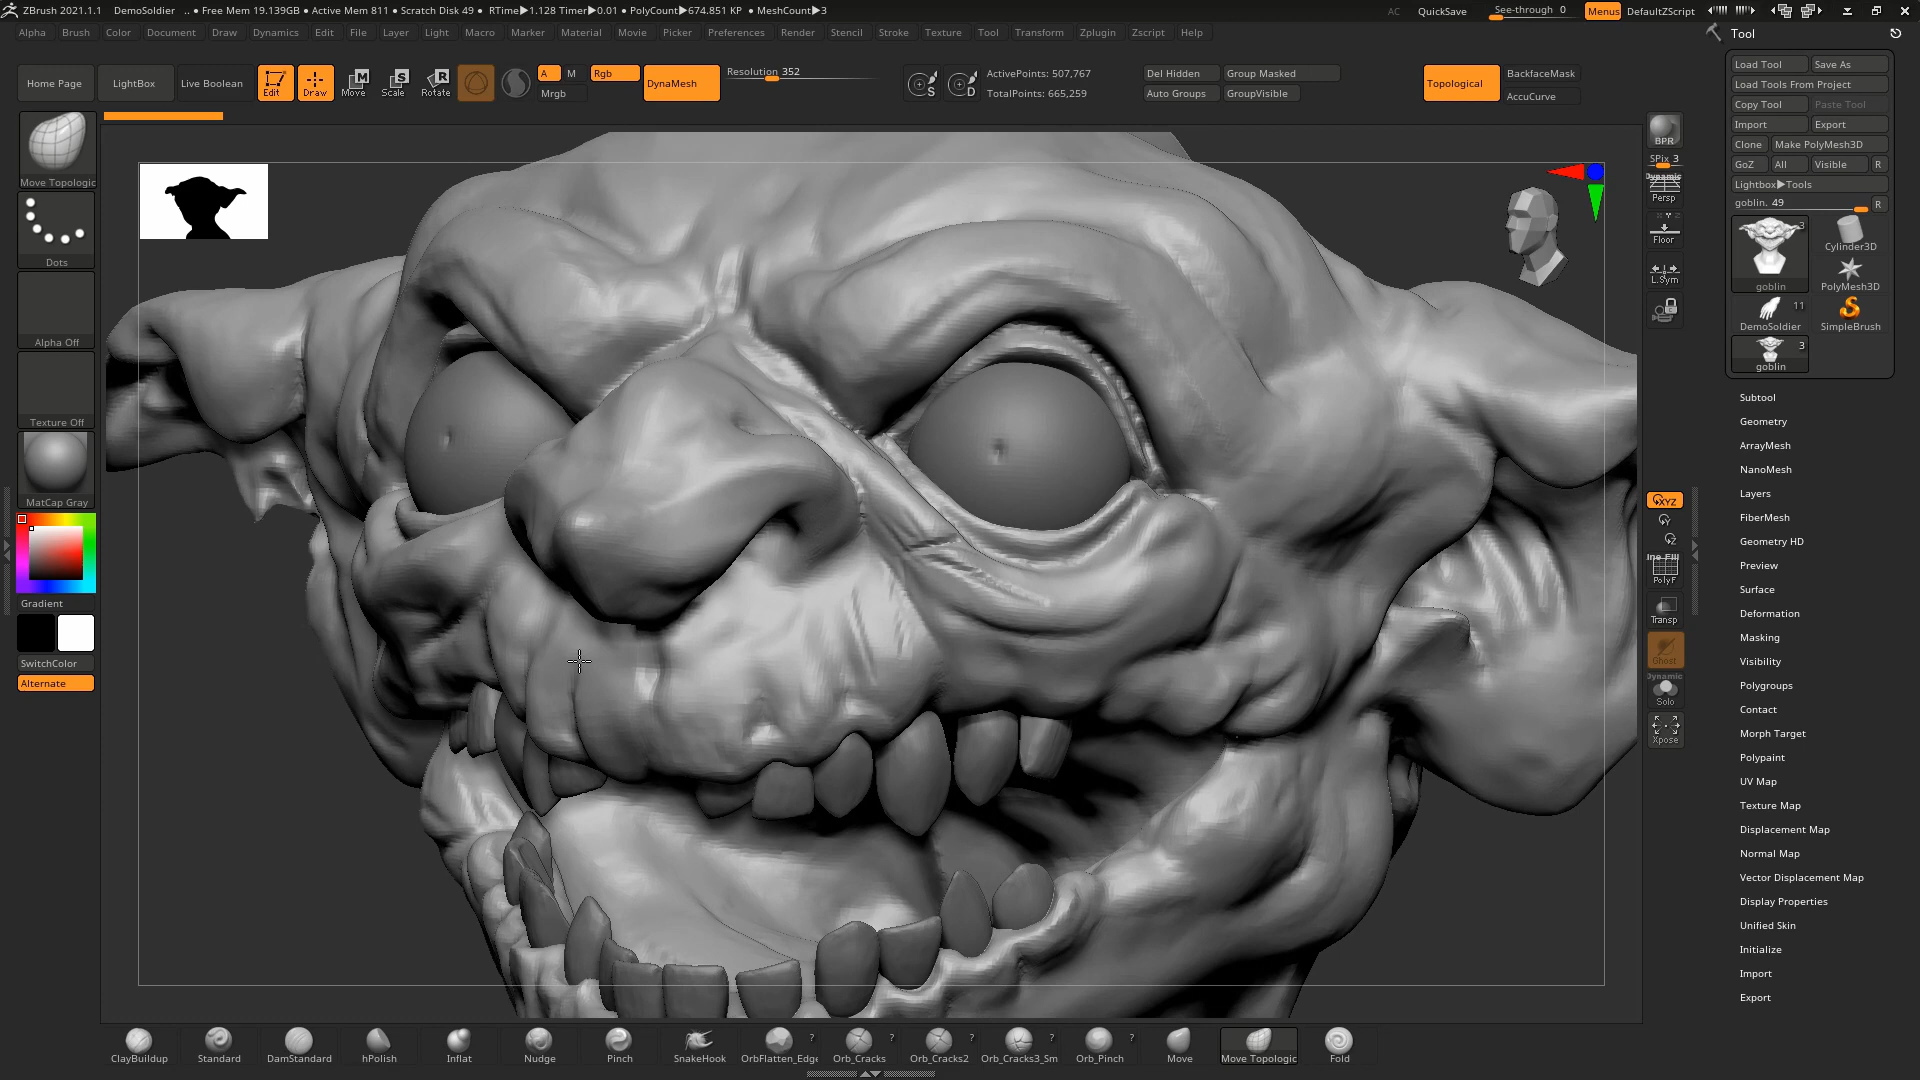 ZBrush 2021.1.1 DemoSoldier .. • Free Mem 19.139GB • Active Mem 811 • Scratch Disk 49 • RTime▶1.128 Timer▶0.01 • PolyCount▶674.851 KP • MeshCount▶3 AC QuickSave See-through 0 Menus DefaultZScript
Alpha Brush Color Document Draw Dynamics Edit File Layer Light Macro Marker Material Movie Picker Preferences Render Stencil Stroke Texture Tool Transform Zplugin Zscript Help
Home Page LightBox Live Boolean Edit Draw Move Scale Rotate A M Rgb Mrgb DynaMesh Resolution 352
S D ActivePoints: 507,767
TotalPoints: 665,259
Del Hidden Group Masked
Auto Groups GroupVisible
Topological BackfaceMask
AccuCurve
Move Topologic
Dots
Alpha Off
Texture Off
MatCap Gray
Gradient
SwitchColor
Alternate
BPR
SPix 3
Dynamic
Persp
Floor
L.Sym
XYZ
Y
Z
Line Fill
PolyF
Transp
Ghost
Dynamic
Solo
Xpose
Tool
Load Tool Save As
Load Tools From Project
Copy Tool Paste Tool
Import Export
Clone Make PolyMesh3D
GoZ All Visible R
Lightbox▶Tools
goblin. 49 R
3
goblin Cylinder3D
PolyMesh3D
11
DemoSoldier SimpleBrush
3
goblin
Subtool
Geometry
ArrayMesh
NanoMesh
Layers
FiberMesh
Geometry HD
Preview
Surface
Deformation
Masking
Visibility
Polygroups
Contact
Morph Target
Polypaint
UV Map
Texture Map
Displacement Map
Normal Map
Vector Displacement Map
Display Properties
Unified Skin
Initialize
Import
Export
? ? ? ? ?
ClayBuildup Standard DamStandard hPolish Inflat Nudge Pinch SnakeHook OrbFlatten_Edge Orb_Cracks Orb_Cracks2 Orb_Cracks3_Sm Orb_Pinch Move Move Topologic Fold